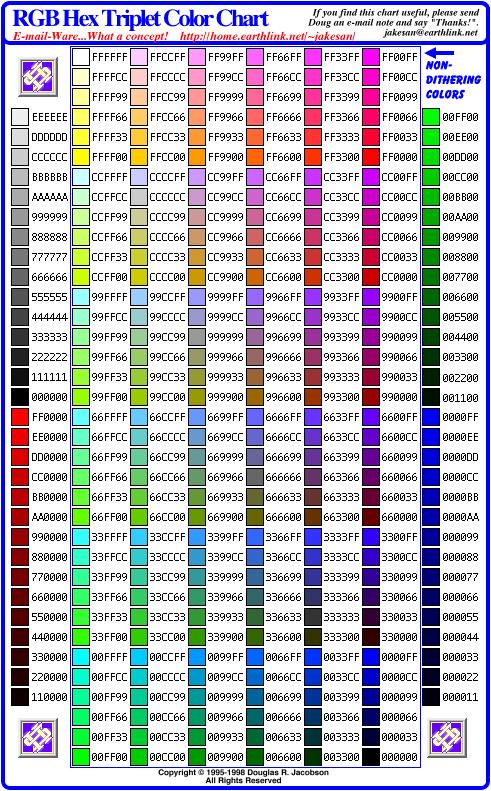 RGB Hex Triplet Color Chart
If you find this chart useful, please send
Doug an e-mail note and say "Thanks!".
jakesan@earthlink.net
E-mail-Ware...What a concept! http://home.earthlink.net/~jakesan/
NON-
DITHERING
COLORS
FFFFFF FFCCFF FF99FF FF66FF FF33FF FF00FF
FFFFCC FFCCCC FF99CC FF66CC FF33CC FF00CC
FFFF99 FFCC99 FF9999 FF6699 FF3399 FF0099
EEEEEE FFFF66 FFCC66 FF9966 FF6666 FF3366 FF0066 00FF00
DDDDDD FFFF33 FFCC33 FF9933 FF6633 FF3333 FF0033 00EE00
CCCCCC FFFF00 FFCC00 FF9900 FF6600 FF3300 FF0000 00DD00
BBBBBB CCFFFF CCCCFF CC99FF CC66FF CC33FF CC00FF 00CC00
AAAAAA CCFFCC CCCCCC CC99CC CC66CC CC33CC CC00CC 00BB00
999999 CCFF99 CCCC99 CC9999 CC6699 CC3399 CC0099 00AA00
888888 CCFF66 CCCC66 CC9966 CC6666 CC3366 CC0066 009900
777777 CCFF33 CCCC33 CC9933 CC6633 CC3333 CC0033 008800
666666 CCFF00 CCCC00 CC9900 CC6600 CC3300 CC0000 007700
555555 99FFFF 99CCFF 9999FF 9966FF 9933FF 9900FF 006600
444444 99FFCC 99CCCC 9999CC 9966CC 9933CC 9900CC 005500
333333 99FF99 99CC99 999999 996699 993399 990099 004400
222222 99FF66 99CC66 999966 996666 993366 990066 003300
111111 99FF33 99CC33 999933 996633 993333 990033 002200
000000 99FF00 99CC00 999900 996600 993300 990000 001100
FF0000 66FFFF 66CCFF 6699FF 6666FF 6633FF 6600FF 0000FF
EE0000 66FFCC 66CCCC 6699CC 6666CC 6633CC 6600CC 0000EE
DD0000 66FF99 66CC99 669999 666699 663399 660099 0000DD
CC0000 66FF66 66CC66 669966 666666 663366 660066 0000CC
BB0000 66FF33 66CC33 669933 666633 663333 660033 0000BB
AA0000 66FF00 66CC00 669900 666600 663300 660000 0000AA
990000 33FFFF 33CCFF 3399FF 3366FF 3333FF 3300FF 000099
880000 33FFCC 33CCCC 3399CC 3366CC 3333CC 3300CC 000088
770000 33FF99 33CC99 339999 336699 333399 330099 000077
660000 33FF66 33CC66 339966 336666 333366 330066 000066
550000 33FF33 33CC33 339933 336633 333333 330033 000055
440000 33FF00 33CC00 339900 336600 333300 330000 000044
330000 00FFFF 00CCFF 0099FF 0066FF 0033FF 0000FF 000033
220000 00FFCC 00CCCC 0099CC 0066CC 0033CC 0000CC 000022
110000 00FF99 00CC99 009999 006699 003399 000099 000011
00FF66 00CC66 009966 006666 003366 000066
00FF33 00CC33 009933 006633 003333 000033
00FF00 00CC00 009900 006600 003300 000000
Copyright © 1995-1998 Douglas R. Jacobson
All Rights Reserved